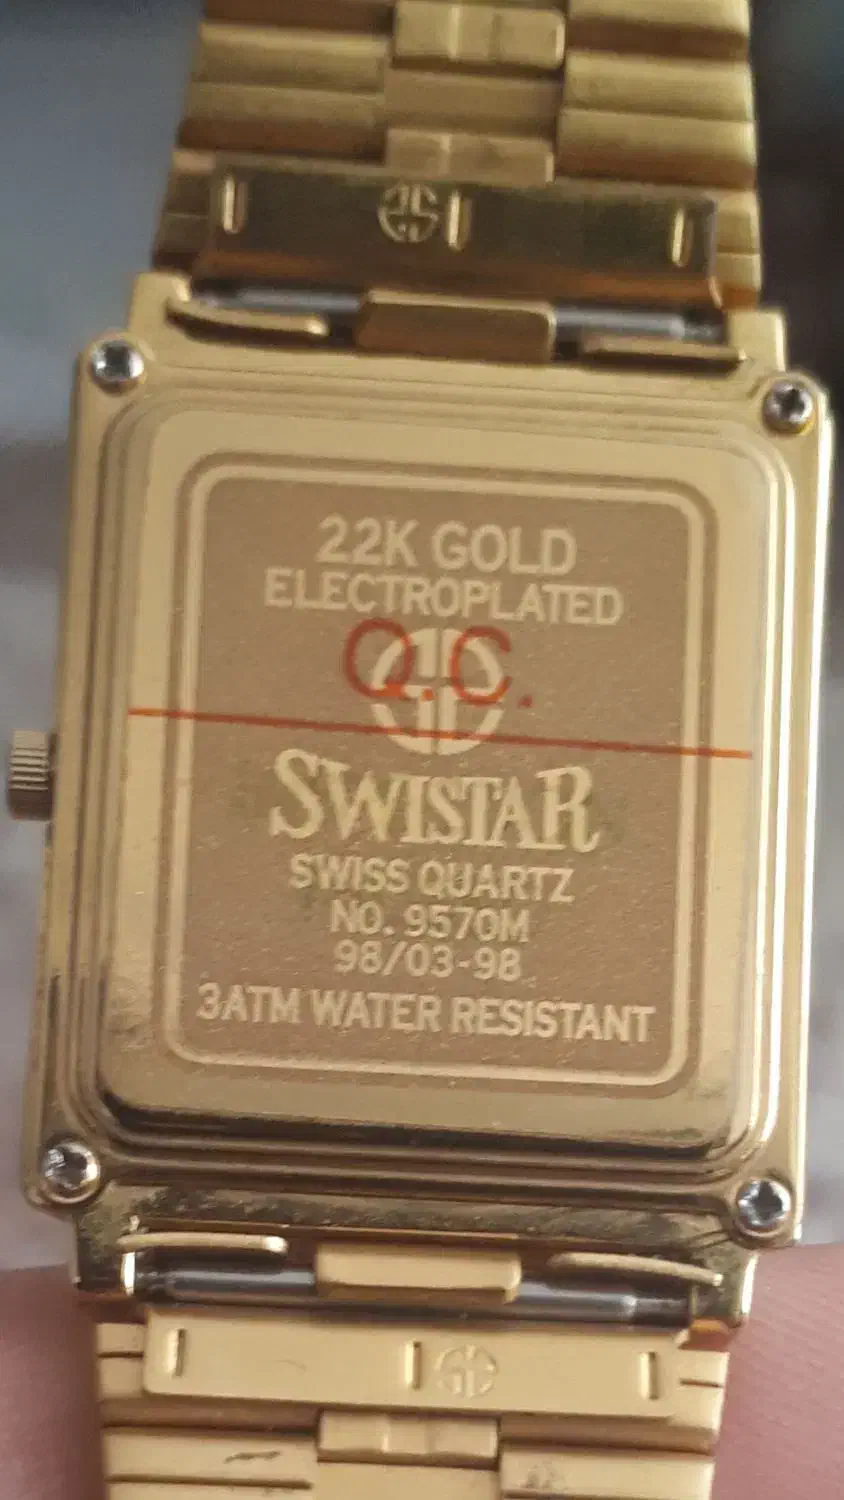 22K GOLD
ELECTROPLATED
Q.C.
SWISTAR
SWISS QUARTZ
NO. 9570M
98/03-98
3ATM WATER RESISTANT